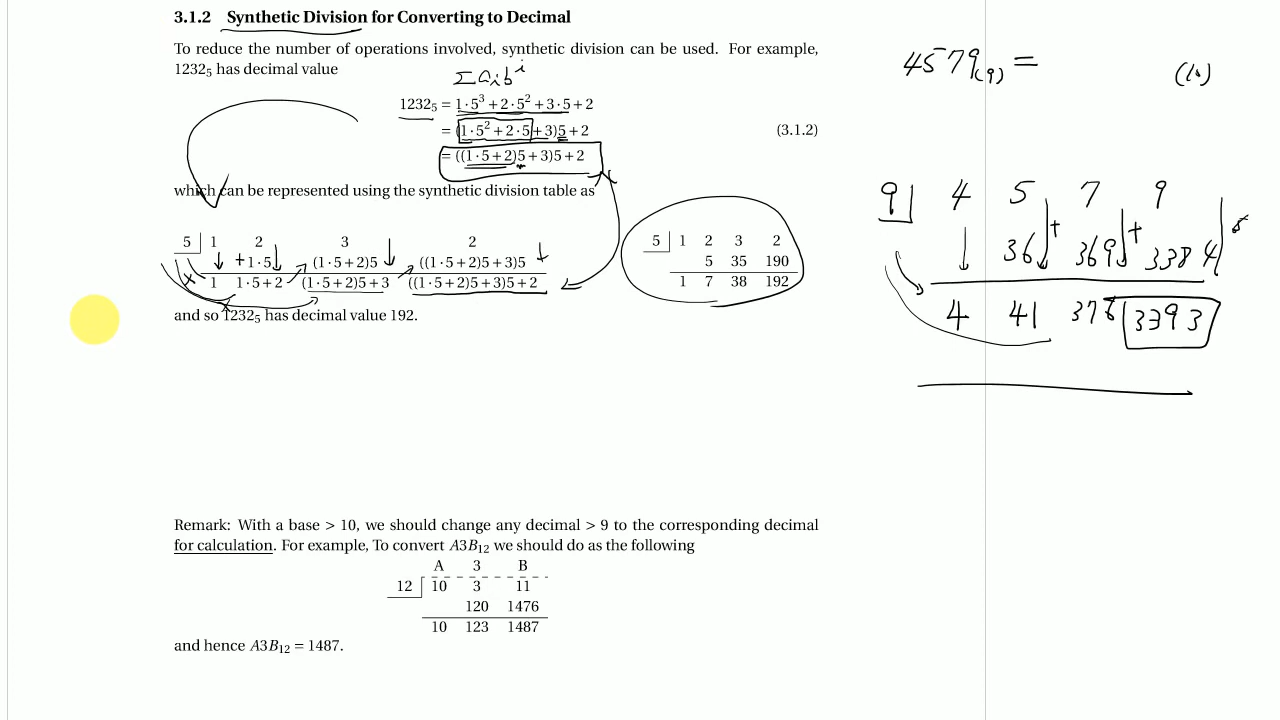 3.1.2 Synthetic Division for Converting to Decimal
To reduce the number of operations involved, synthetic division can be used. For example,
1232₅ has decimal value
Σaᵢbⁱ
1232₅ = 1·5³ + 2·5² + 3·5 + 2
= (1·5² + 2·5 + 3)5 + 2 (3.1.2)
= ((1·5 + 2)5 + 3)5 + 2
which can be represented using the synthetic division table as
5 1 2 3 2
+1·5 (1·5+2)5 ((1·5+2)5+3)5
× 1 1·5+2 (1·5+2)5+3 ((1·5+2)5+3)5+2
5 1 2 3 2
5 35 190
1 7 38 192
and so 1232₅ has decimal value 192.
4579₍₉₎ = (10)
9 4 5 7 9
36 + 369 + 3384
4 41 378 3393
Remark: With a base > 10, we should change any decimal > 9 to the corresponding decimal
for calculation. For example, To convert A3B₁₂ we should do as the following
A 3 B
12 10 3 11
120 1476
10 123 1487
and hence A3B₁₂ = 1487.